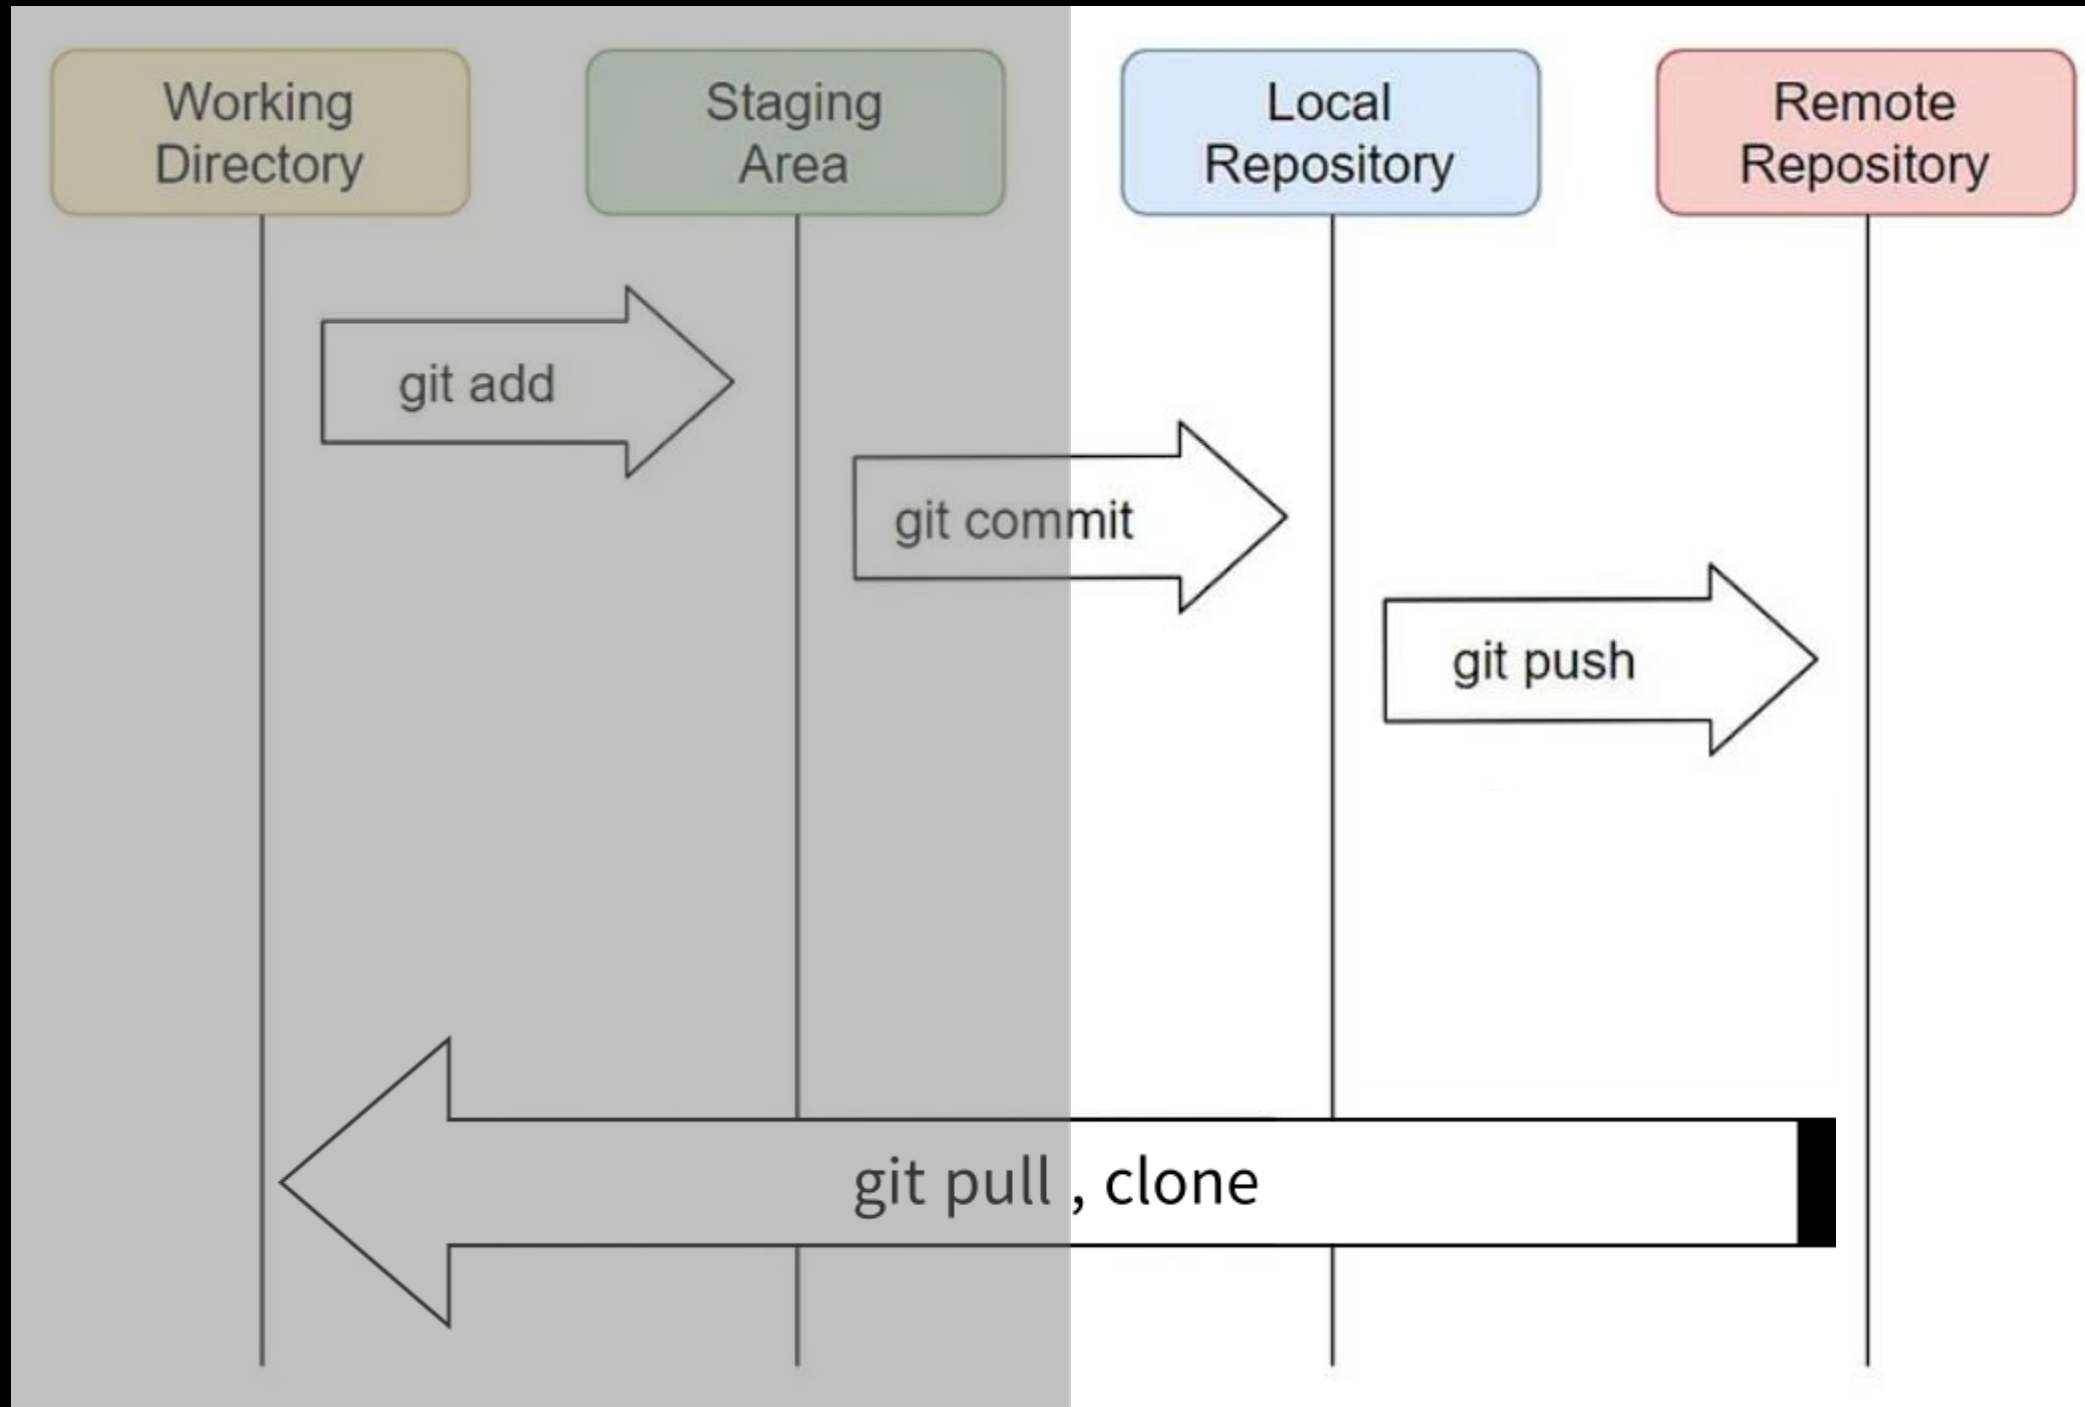 Working
Directory
Staging
Area
Local
Repository
Remote
Repository
git add
git commit
git push
git pull , clone